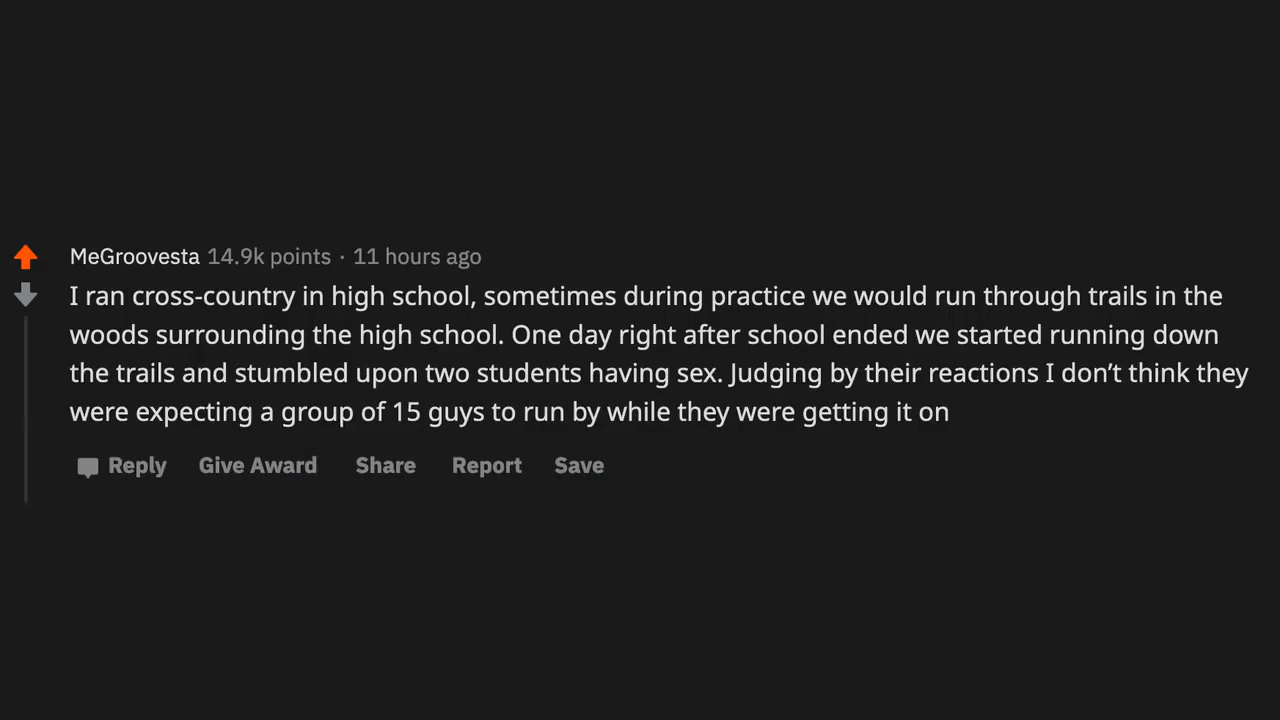 MeGroovesta 14.9k points · 11 hours ago
I ran cross-country in high school, sometimes during practice we would run through trails in the
woods surrounding the high school. One day right after school ended we started running down
the trails and stumbled upon two students having sex. Judging by their reactions I don’t think they
were expecting a group of 15 guys to run by while they were getting it on
Reply Give Award Share Report Save